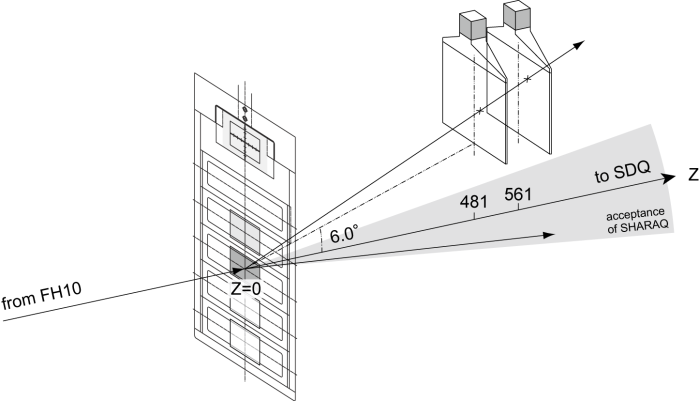 to SDQ
Z
481
561
acceptance
of SHARAQ
6.0°
from FH10
Z=0